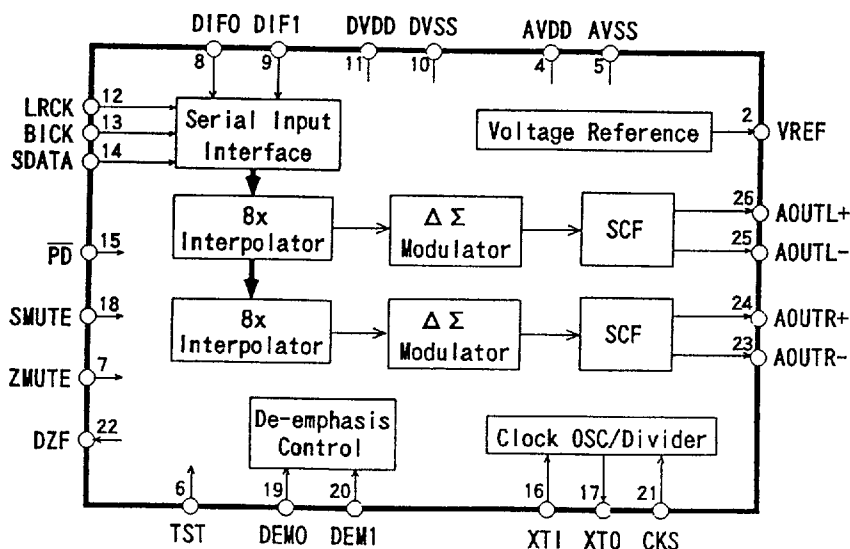 DIF0 DIF1 DVDD DVSS AVDD AVSS
8 9 11 10 4 5
LRCK 12
BICK 13
SDATA 14
Serial Input
Interface
Voltage Reference
2 VREF
8x
Interpolator
ΔΣ
Modulator
SCF
26 AOUTL+
25 AOUTL-
PD 15
SMUTE 18
8x
Interpolator
ΔΣ
Modulator
SCF
24 AOUTR+
23 AOUTR-
ZMUTE 7
DZF 22
De-emphasis
Control
Clock OSC/Divider
6 19 20 16 17 21
TST DEM0 DEM1 XTI XTO CKS